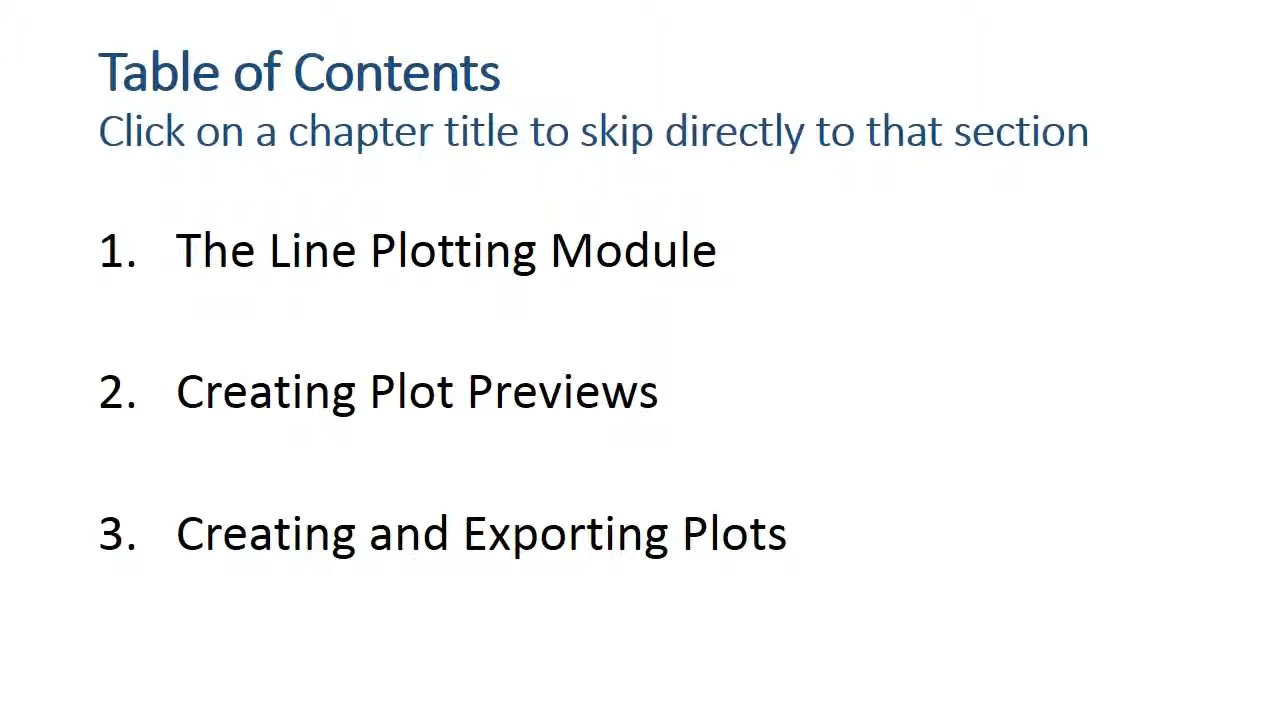 Table of Contents
Click on a chapter title to skip directly to that section
1. The Line Plotting Module
2. Creating Plot Previews
3. Creating and Exporting Plots